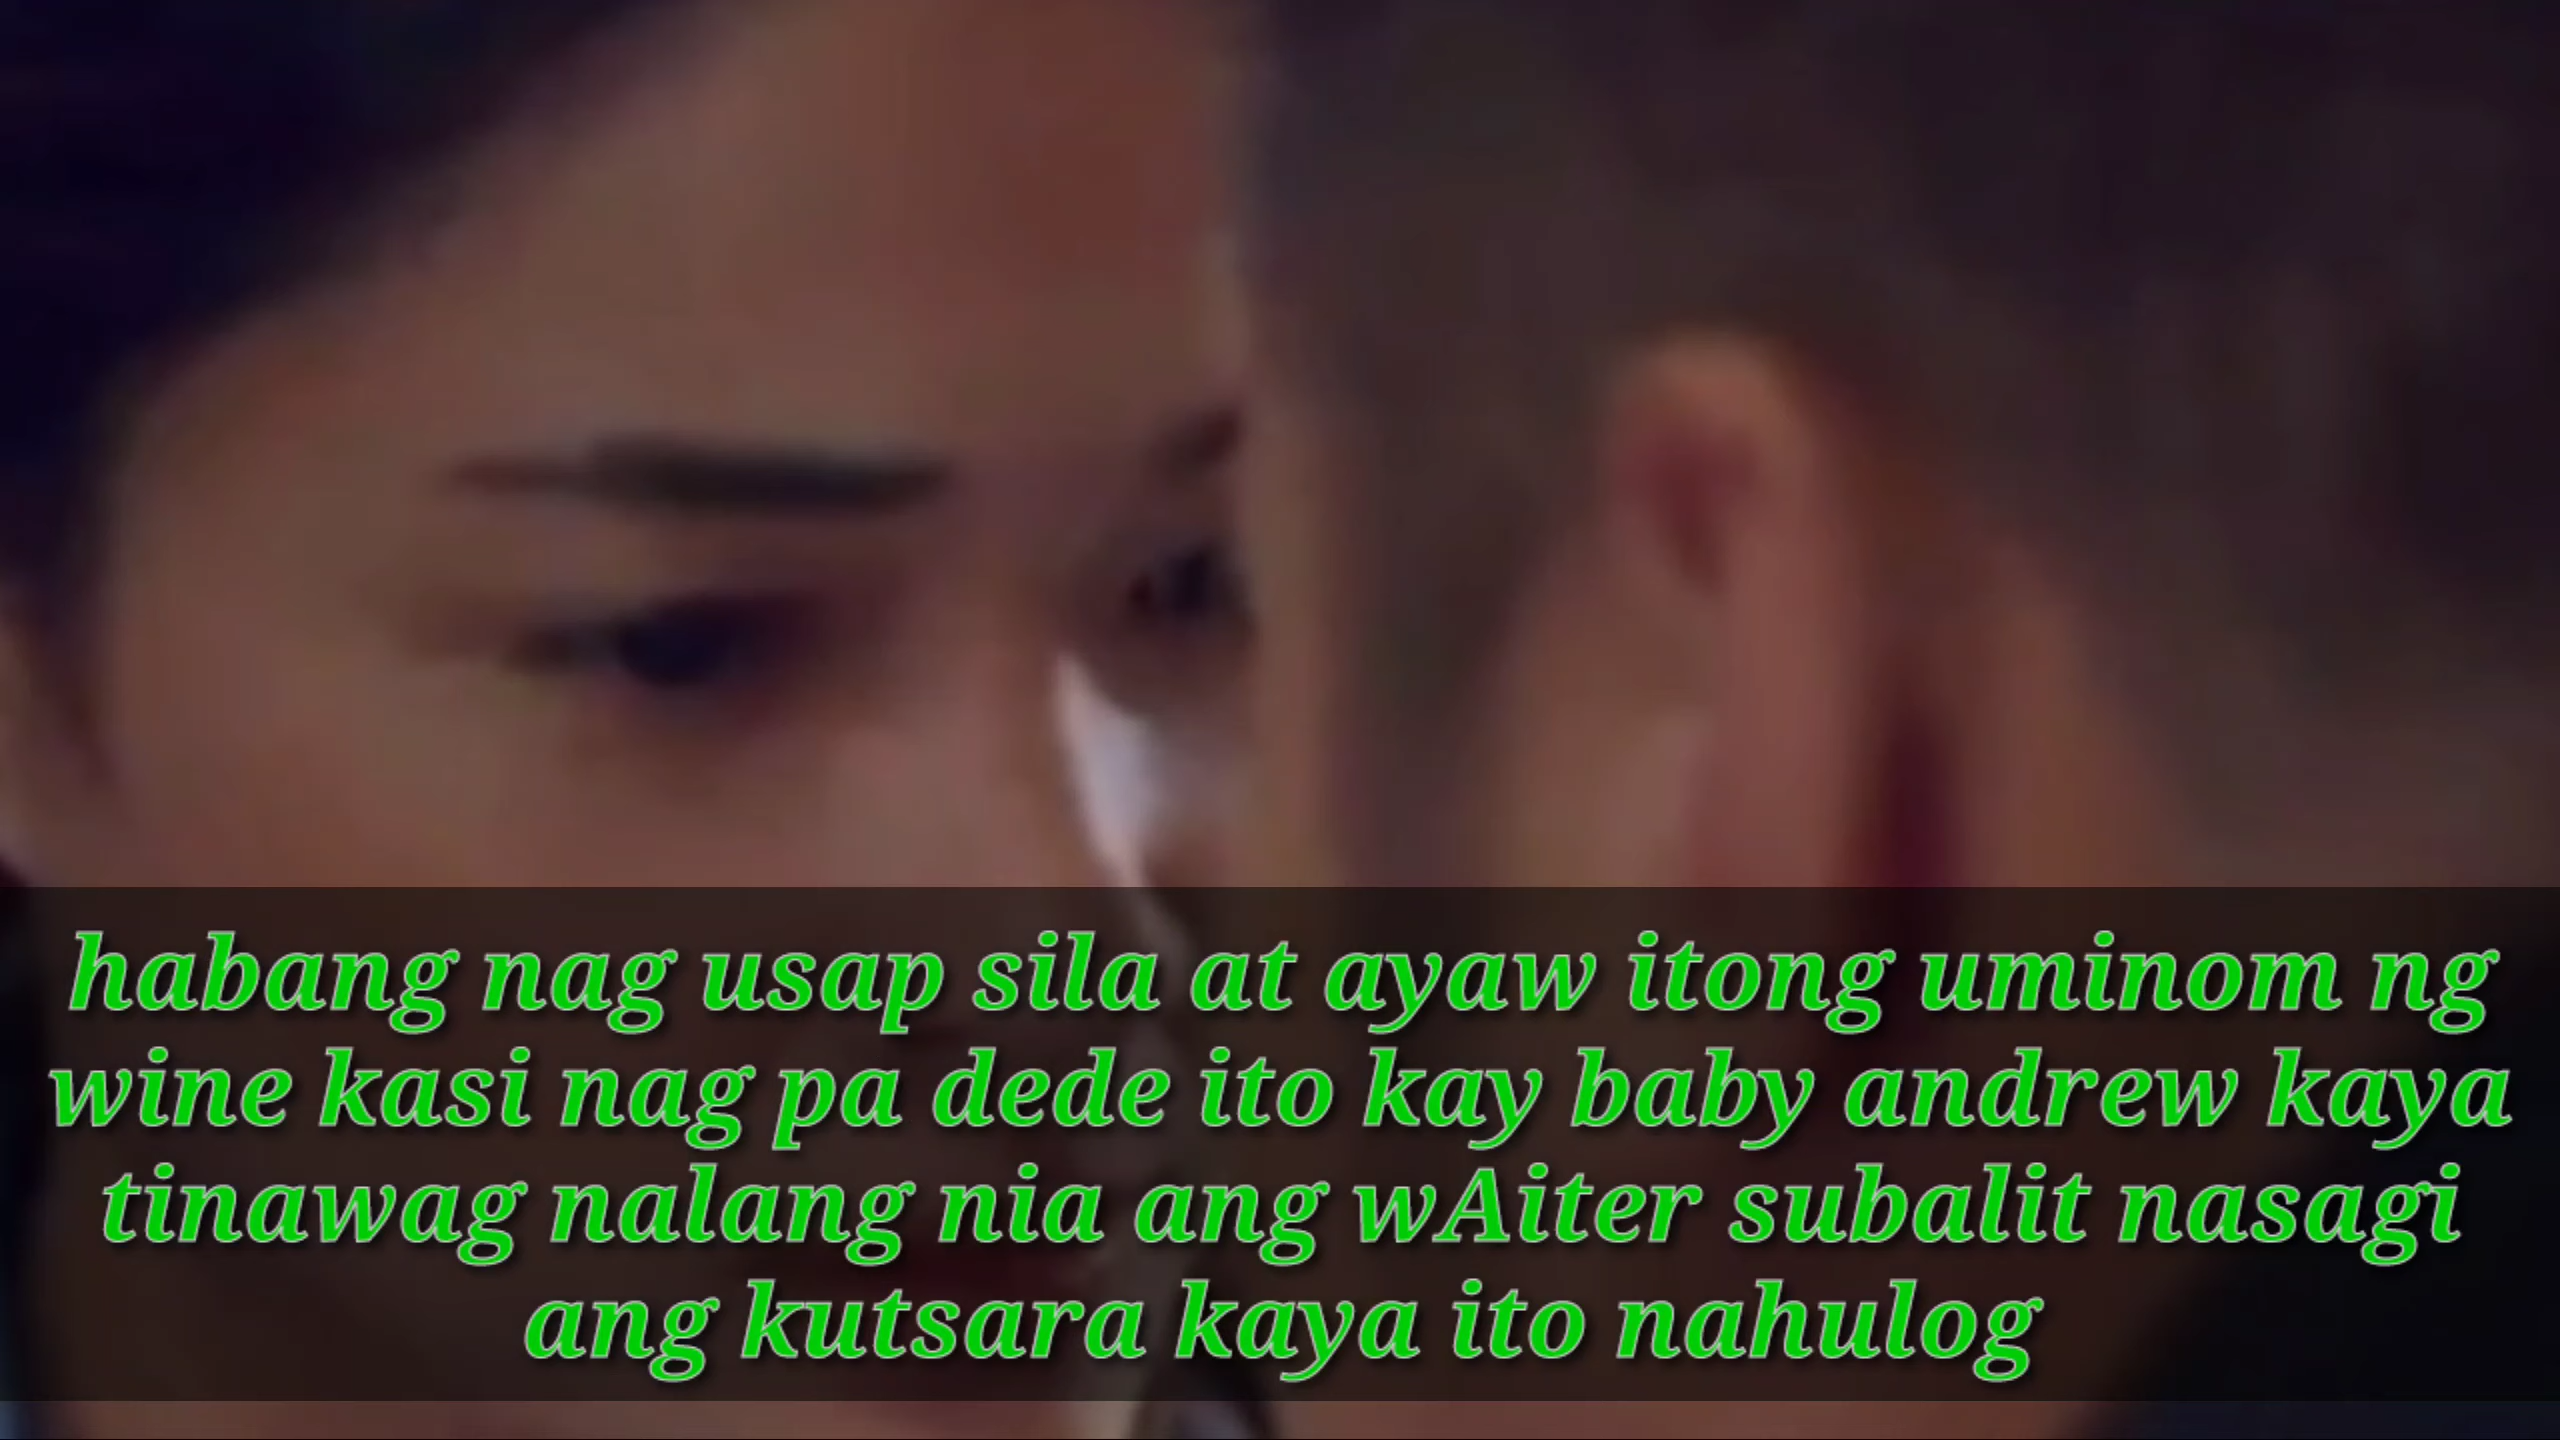 habang nag usap sila at ayaw itong uminom ng
wine kasi nag pa dede ito kay baby andrew kaya
tinawag nalang nia ang wAiter subalit nasagi
ang kutsara kaya ito nahulog